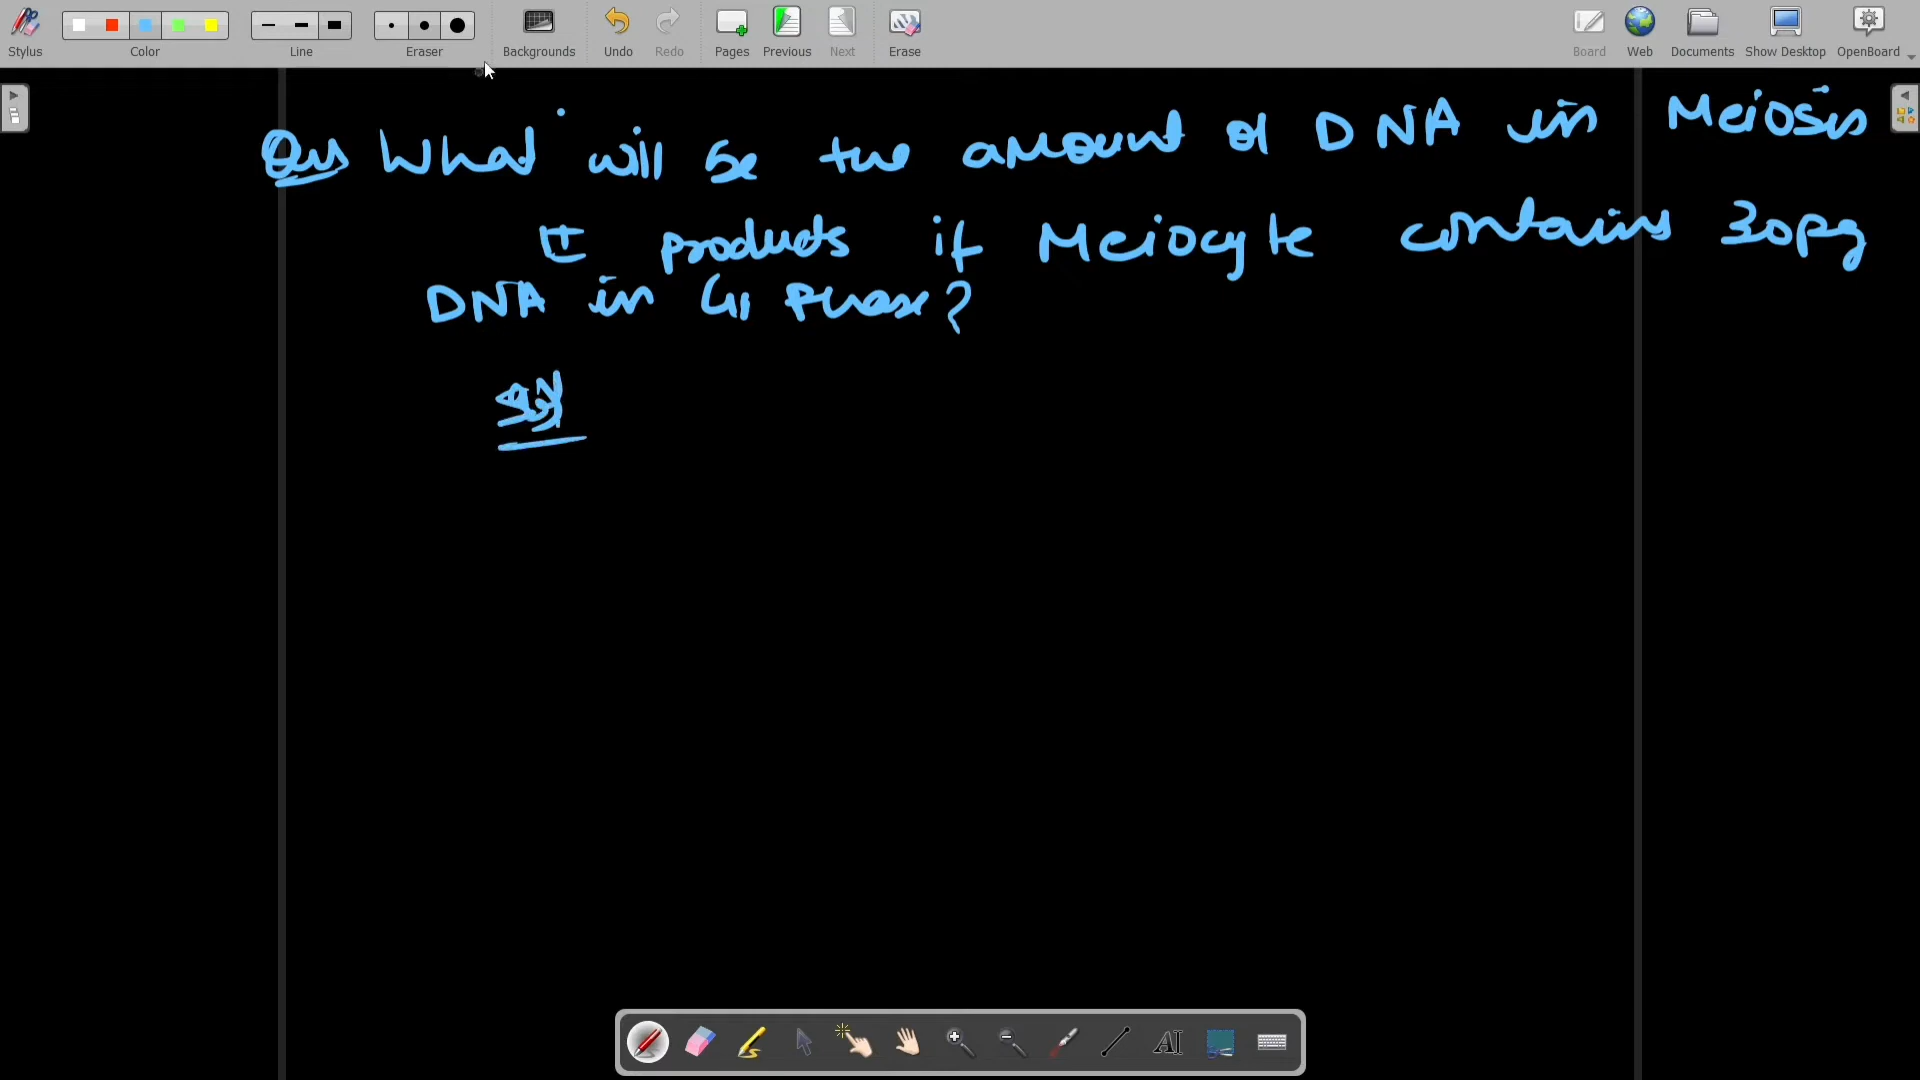 Stylus Color Line Eraser Backgrounds Undo Redo Pages Previous Next Erase Board Web Documents Show Desktop OpenBoard
Ques What will be the amount of DNA in Meiosis
II products if Meiocyte contains 30pg
DNA in G1 Phase?